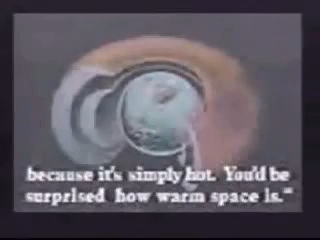 because it's simply hot. You'd be
surprised how warm space is."